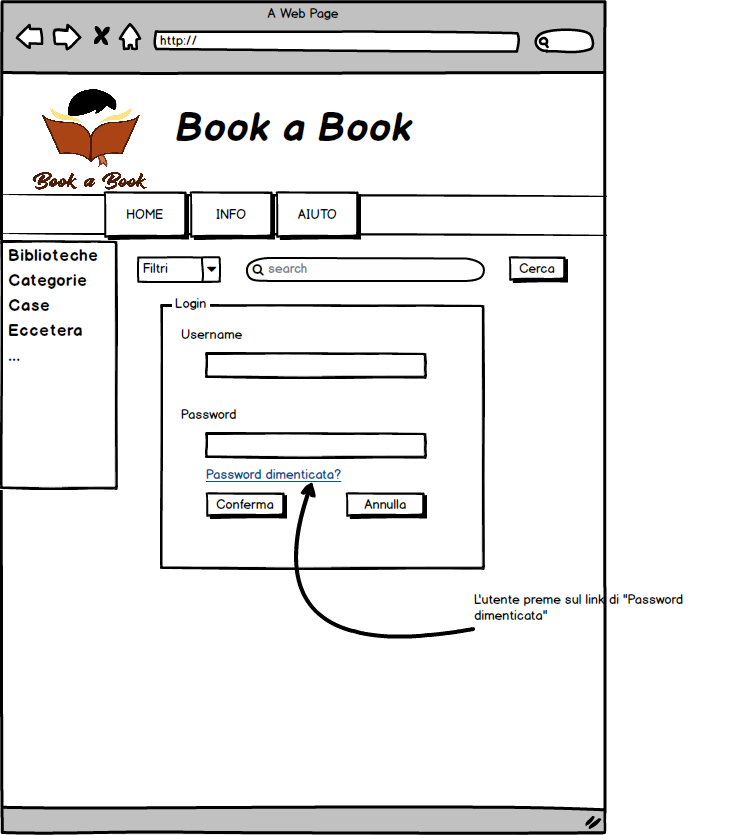 A Web Page
http://
Book a Book
Book a Book
HOME
INFO
AIUTO
Biblioteche
Categorie
Case
Eccetera
...
Filtri
search
Cerca
Login
Username
Password
Password dimenticata?
Conferma
Annulla
L'utente preme sul link di "Password
dimenticata"